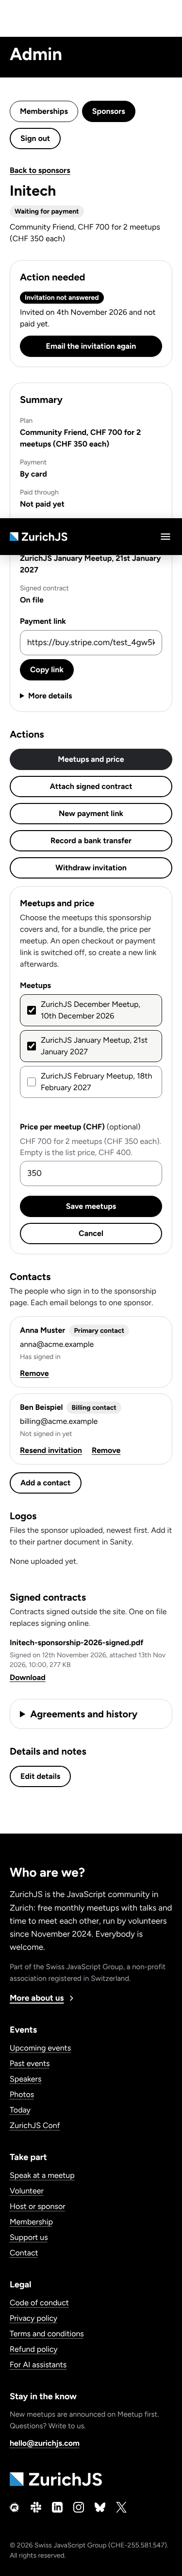 Admin
Memberships
Sponsors
Sign out
Back to sponsors
Initech
Waiting for payment
Community Friend, CHF 700 for 2 meetups
(CHF 350 each)
Action needed
Invitation not answered
Invited on 4th November 2026 and not
paid yet.
Email the invitation again
Summary
Plan
Community Friend, CHF 700 for 2
meetups (CHF 350 each)
Payment
By card
Paid through
Not paid yet
ZurichJS
ZurichJS January Meetup, 21st January
2027
Signed contract
On file
Payment link
https://buy.stripe.com/test_4gw5k
Copy link
More details
Actions
Meetups and price
Attach signed contract
New payment link
Record a bank transfer
Withdraw invitation
Meetups and price
Choose the meetups this sponsorship
covers and, for a bundle, the price per
meetup. An open checkout or payment
link is switched off, so create a new link
afterwards.
Meetups
ZurichJS December Meetup,
10th December 2026
ZurichJS January Meetup, 21st
January 2027
ZurichJS February Meetup, 18th
February 2027
Price per meetup (CHF) (optional)
CHF 700 for 2 meetups (CHF 350 each).
Empty is the list price, CHF 400.
350
Save meetups
Cancel
Contacts
The people who sign in to the sponsorship
page. Each email belongs to one sponsor.
Anna Muster Primary contact
anna@acme.example
Has signed in
Remove
Ben Beispiel Billing contact
billing@acme.example
Not signed in yet
Resend invitation Remove
Add a contact
Logos
Files the sponsor uploaded, newest first. Add it
to their partner document in Sanity.
None uploaded yet.
Signed contracts
Contracts signed outside the site. One on file
replaces signing online.
Initech-sponsorship-2026-signed.pdf
Signed on 12th November 2026, attached 13th Nov
2026, 10:00, 277 KB
Download
Agreements and history
Details and notes
Edit details
Who are we?
ZurichJS is the JavaScript community in
Zurich: free monthly meetups with talks and
time to meet each other, run by volunteers
since November 2024. Everybody is
welcome.
Part of the Swiss JavaScript Group, a non-profit
association registered in Switzerland.
More about us
Events
Upcoming events
Past events
Speakers
Photos
Today
ZurichJS Conf
Take part
Speak at a meetup
Volunteer
Host or sponsor
Membership
Support us
Contact
Legal
Code of conduct
Privacy policy
Terms and conditions
Refund policy
For AI assistants
Stay in the know
New meetups are announced on Meetup first.
Questions? Write to us.
hello@zurichjs.com
ZurichJS
© 2026 Swiss JavaScript Group (CHE-255.581.547).
All rights reserved.